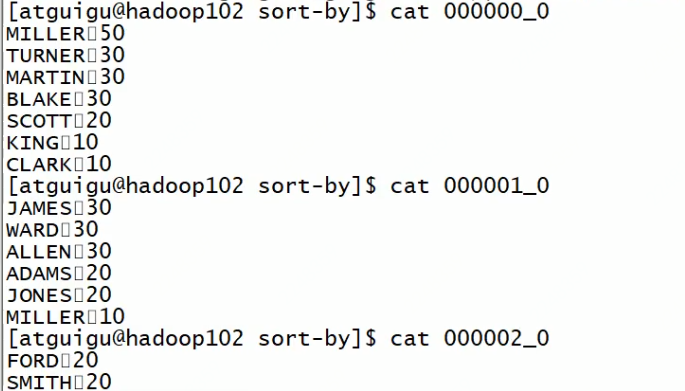 [atguigu@hadoop102 sort-by]$ cat 000000_0
MILLER▯50
TURNER▯30
MARTIN▯30
BLAKE▯30
SCOTT▯20
KING▯10
CLARK▯10
[atguigu@hadoop102 sort-by]$ cat 000001_0
JAMES▯30
WARD▯30
ALLEN▯30
ADAMS▯20
JONES▯20
MILLER▯10
[atguigu@hadoop102 sort-by]$ cat 000002_0
FORD▯20
SMITH▯20